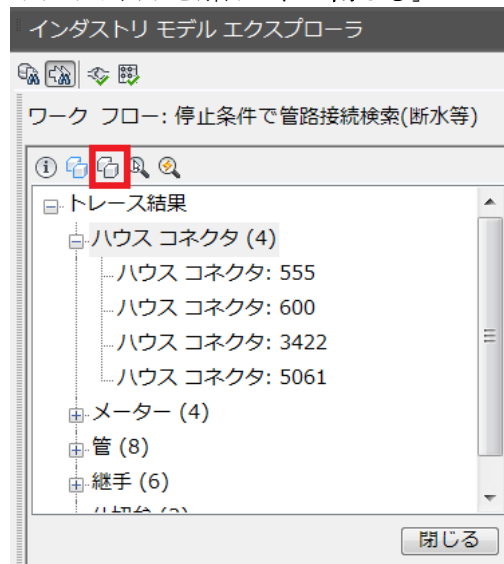 インダストリ モデル エクスプローラ
ワーク フロー: 停止条件で管路接続検索(断水等)
トレース結果
ハウス コネクタ (4)
ハウス コネクタ: 555
ハウス コネクタ: 600
ハウス コネクタ: 3422
ハウス コネクタ: 5061
メーター (4)
管 (8)
継手 (6)
閉じる